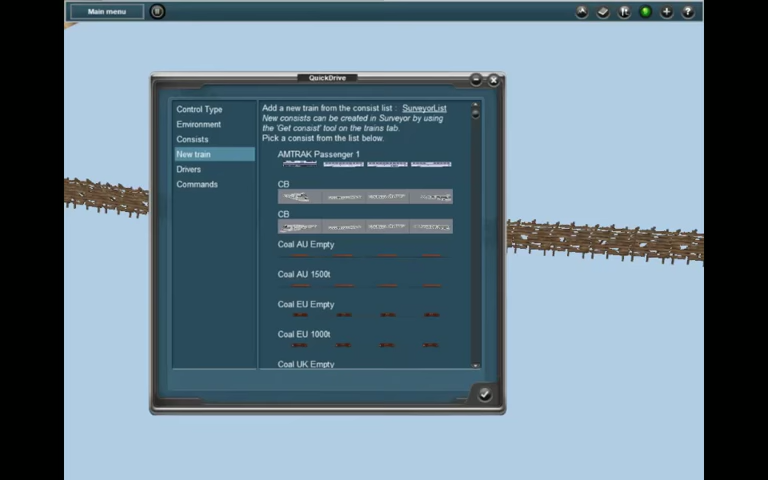 Main menu
QuickDrive
Control Type
Environment
Consists
New train
Drivers
Commands
Add a new train from the consist list : SurveyorList
New consists can be created in Surveyor by using
the 'Get consist' tool on the trains tab.
Pick a consist from the list below.
AMTRAK Passenger 1
CB
CB
Coal AU Empty
Coal AU 1500t
Coal EU Empty
Coal EU 1000t
Coal UK Empty